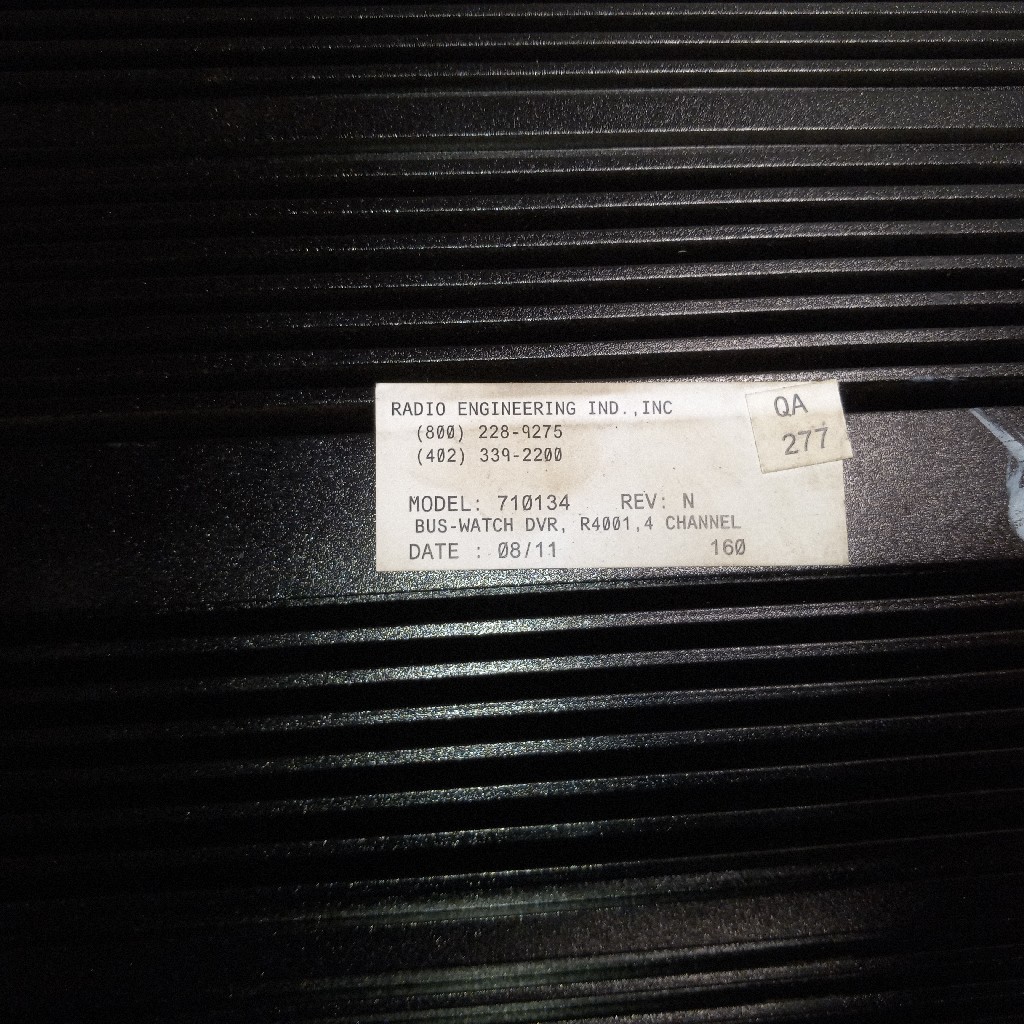 RADIO ENGINEERING IND.,INC
(800) 228-9275
(402) 339-2200
QA
277
MODEL: 710134 REV: N
BUS-WATCH DVR, R4001,4 CHANNEL
DATE : 08/11 160